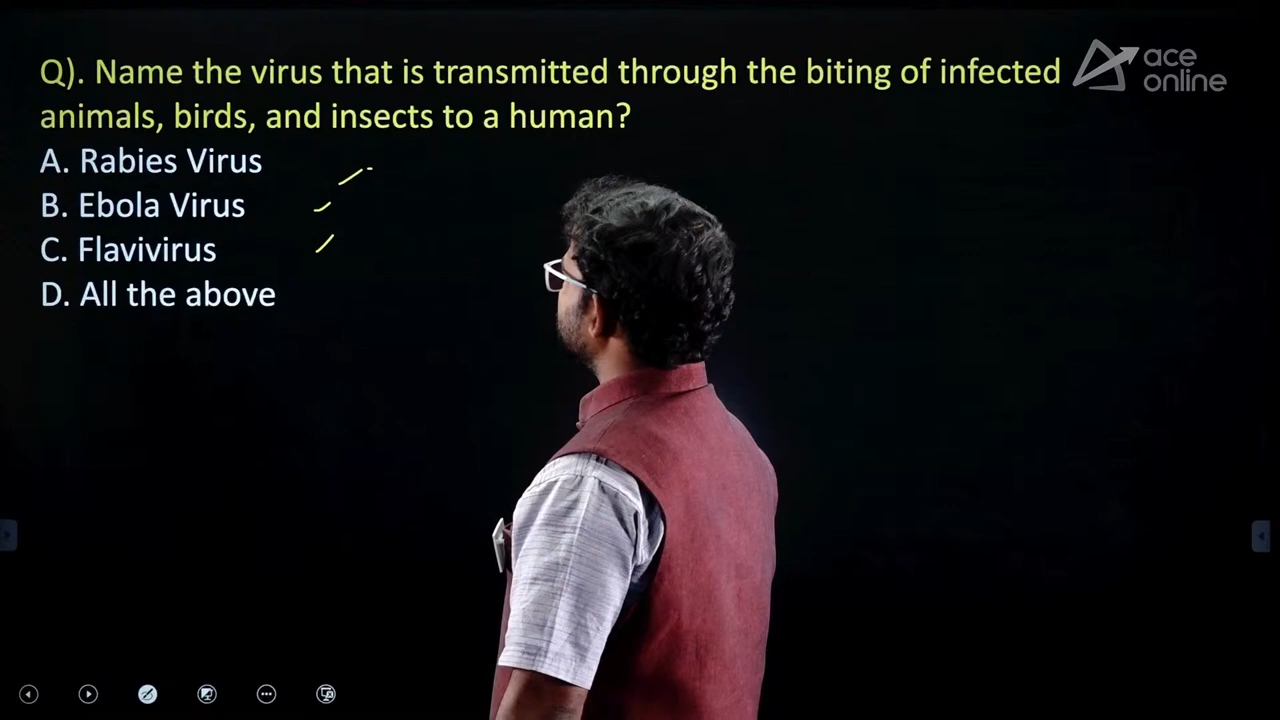 Q). Name the virus that is transmitted through the biting of infected
animals, birds, and insects to a human?
A. Rabies Virus
B. Ebola Virus
C. Flavivirus
D. All the above
ace
online